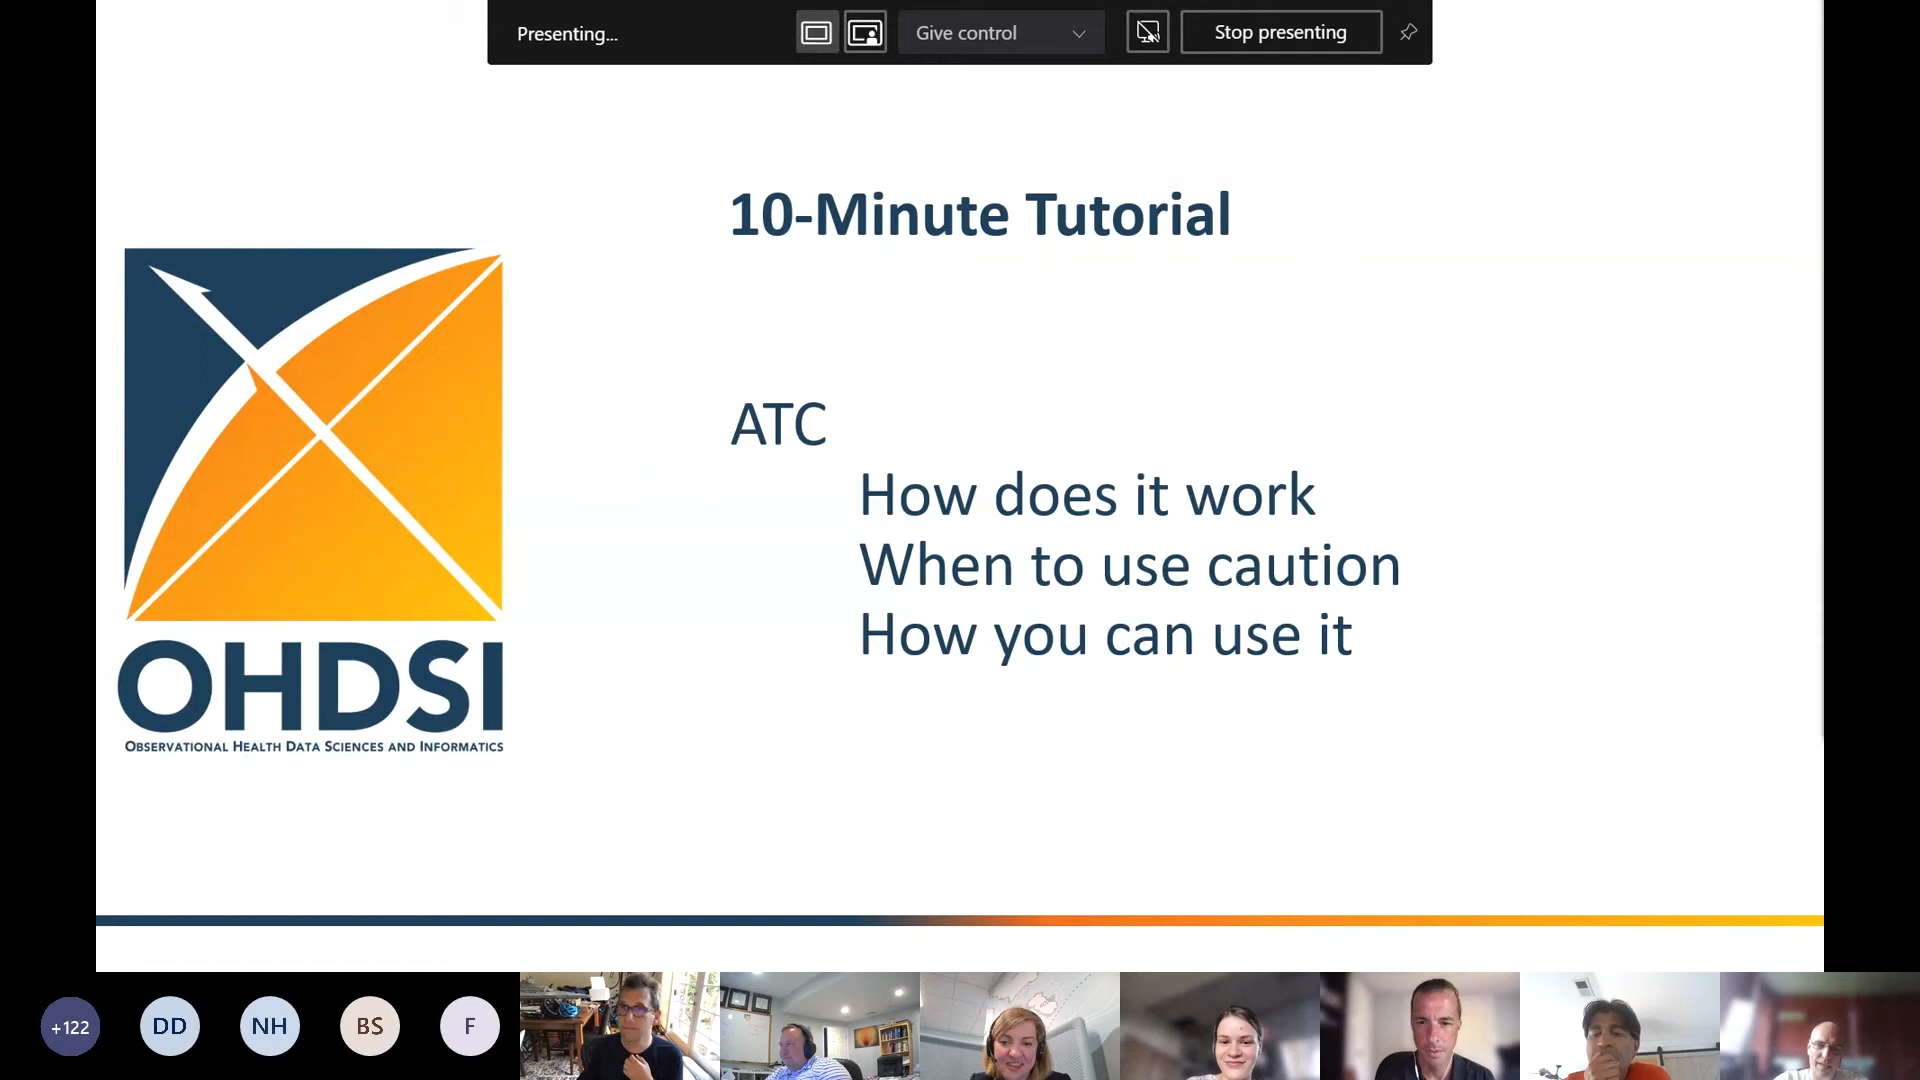 Presenting...
Give control
Stop presenting
10-Minute Tutorial
ATC
How does it work
When to use caution
How you can use it
OHDSI
OBSERVATIONAL HEALTH DATA SCIENCES AND INFORMATICS
+122
DD
NH
BS
F